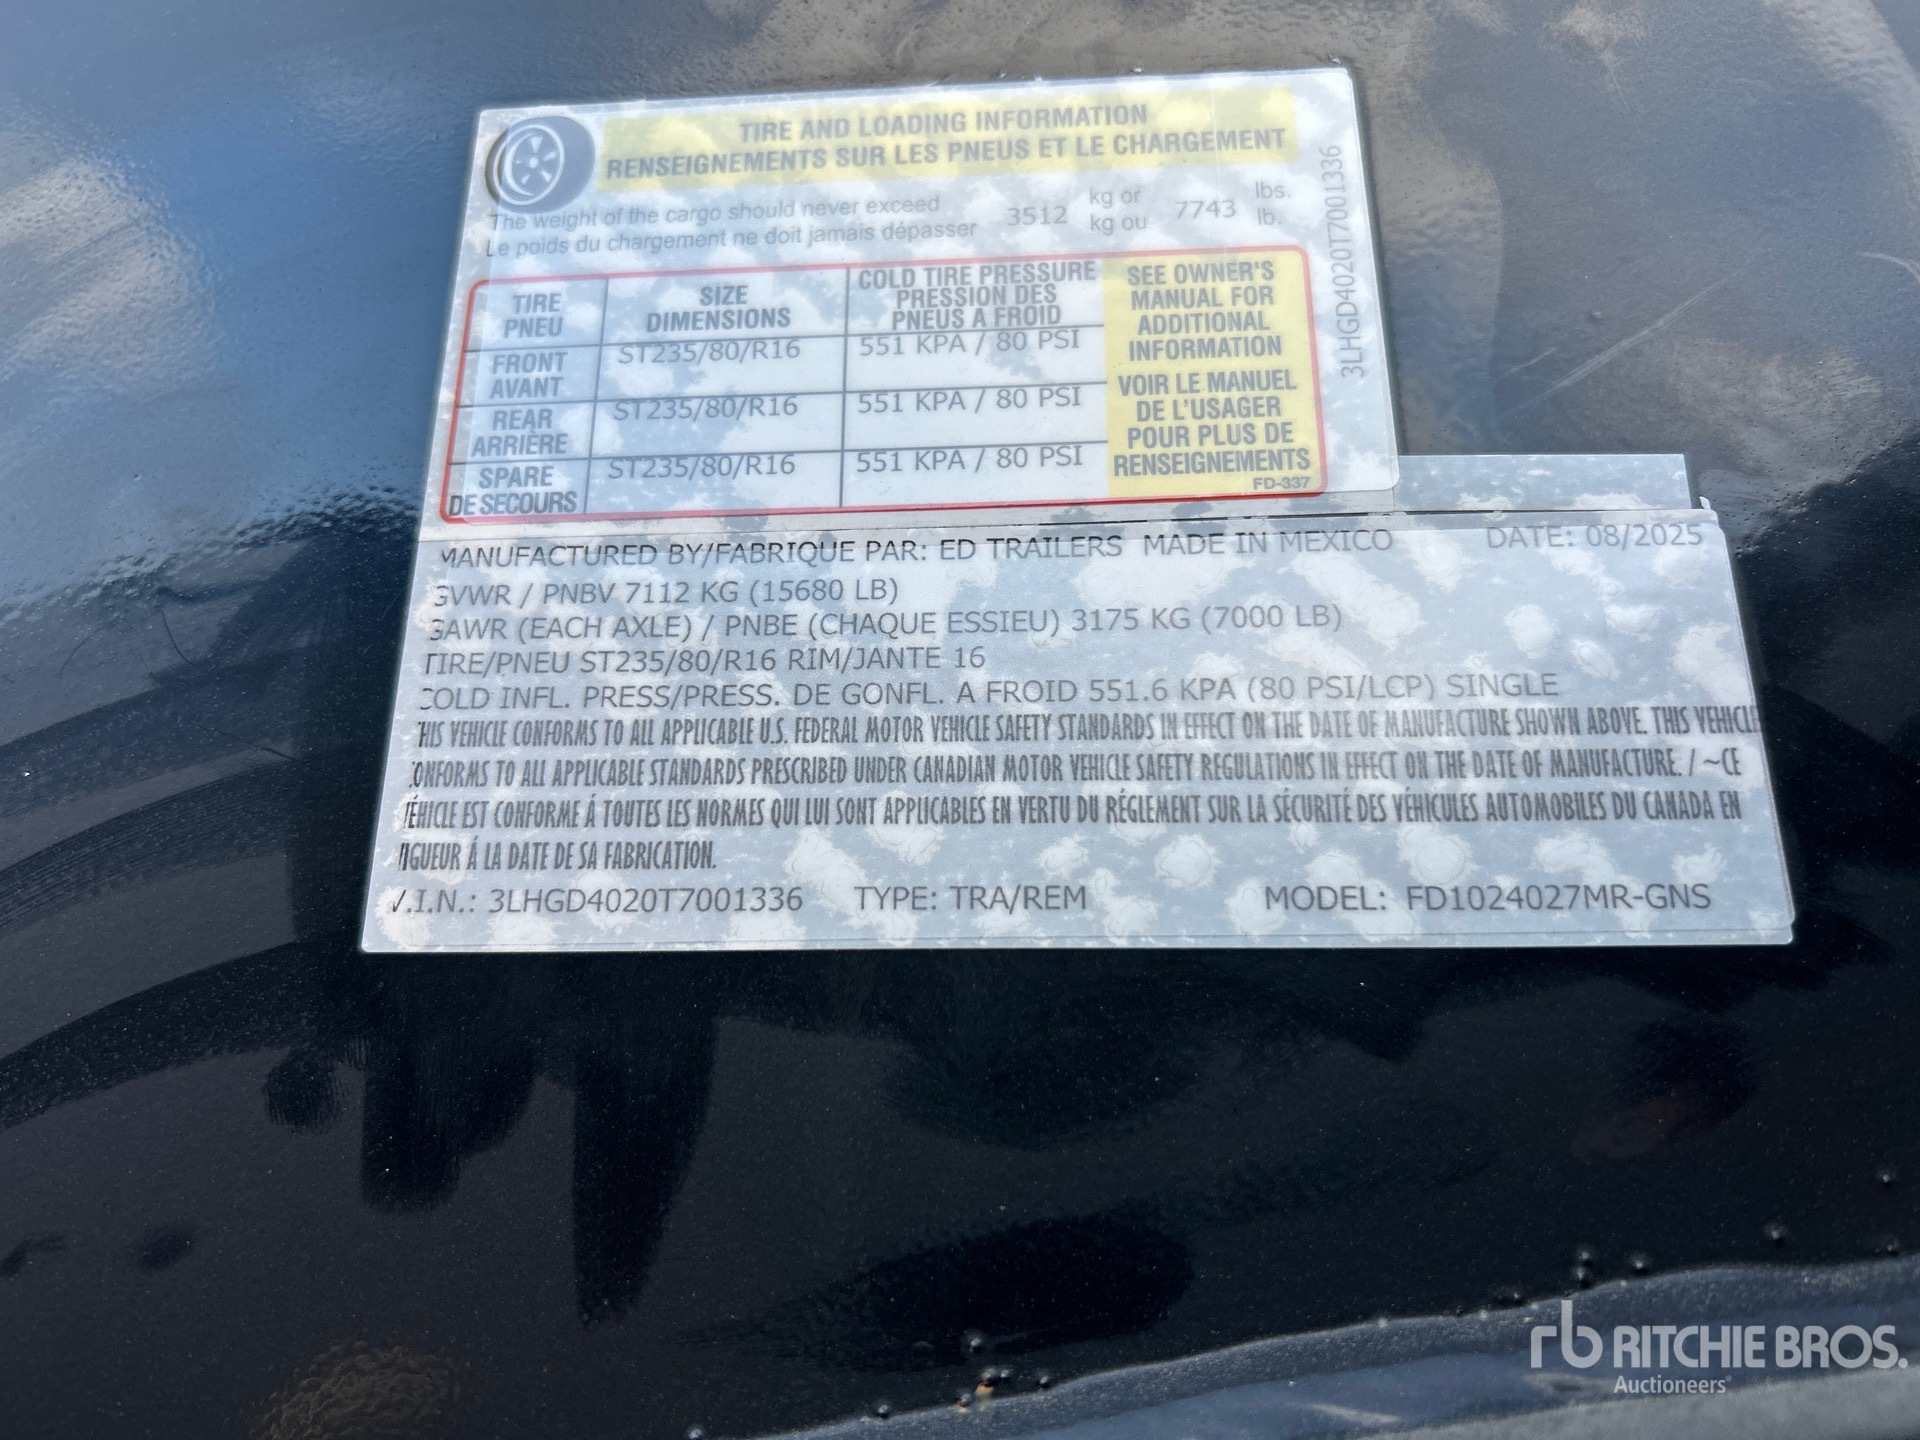 TIRE AND LOADING INFORMATION
RENSEIGNEMENTS SUR LES PNEUS ET LE CHARGEMENT
The weight of the cargo should never exceed 3512 kg or 7743 lbs.
Le poids du chargement ne doit jamais dépasser kg ou lb.
TIRE PNEU
SIZE DIMENSIONS
COLD TIRE PRESSURE
PRESSION DES
PNEUS A FROID
FRONT AVANT ST235/80/R16 551 KPA / 80 PSI
REAR ARRIÈRE ST235/80/R16 551 KPA / 80 PSI
SPARE DE SECOURS ST235/80/R16 551 KPA / 80 PSI
SEE OWNER'S
MANUAL FOR
ADDITIONAL
INFORMATION
VOIR LE MANUEL
DE L'USAGER
POUR PLUS DE
RENSEIGNEMENTS
FD-337
3LHGD4020T7001336
MANUFACTURED BY/FABRIQUE PAR: ED TRAILERS MADE IN MEXICO DATE: 08/2025
GVWR / PNBV 7112 KG (15680 LB)
GAWR (EACH AXLE) / PNBE (CHAQUE ESSIEU) 3175 KG (7000 LB)
TIRE/PNEU ST235/80/R16 RIM/JANTE 16
COLD INFL. PRESS/PRESS. DE GONFL. A FROID 551.6 KPA (80 PSI/LCP) SINGLE
THIS VEHICLE CONFORMS TO ALL APPLICABLE U.S. FEDERAL MOTOR VEHICLE SAFETY STANDARDS IN EFFECT ON THE DATE OF MANUFACTURE SHOWN ABOVE. THIS VEHICLE
CONFORMS TO ALL APPLICABLE STANDARDS PRESCRIBED UNDER CANADIAN MOTOR VEHICLE SAFETY REGULATIONS IN EFFECT ON THE DATE OF MANUFACTURE. / ~CE
VÉHICLE EST CONFORME À TOUTES LES NORMES QUI LUI SONT APPLICABLES EN VERTU DU RÉGLEMENT SUR LA SÉCURITÉ DES VÉHICULES AUTOMOBILES DU CANADA EN
VIGUEUR À LA DATE DE SA FABRICATION.
V.I.N.: 3LHGD4020T7001336 TYPE: TRA/REM MODEL: FD1024027MR-GNS
rb RITCHIE BROS.
Auctioneers